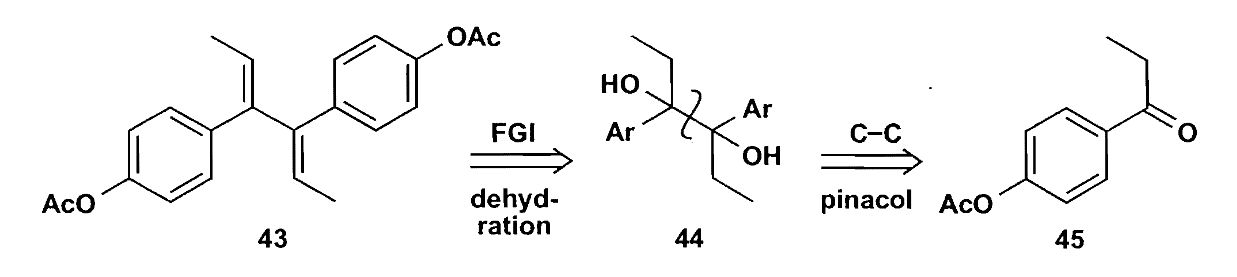 OAc
AcO
43
FGI
dehyd-
ration
HO
Ar
Ar
OH
44
C–C
pinacol
O
AcO
45